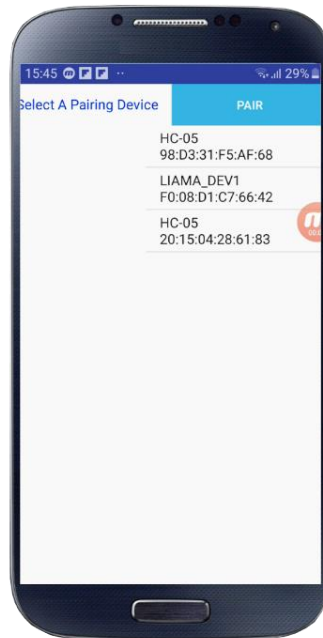 15:45 29%
Select A Pairing Device PAIR
HC-05
98:D3:31:F5:AF:68
LIAMA_DEV1
F0:08:D1:C7:66:42
HC-05
20:15:04:28:61:83